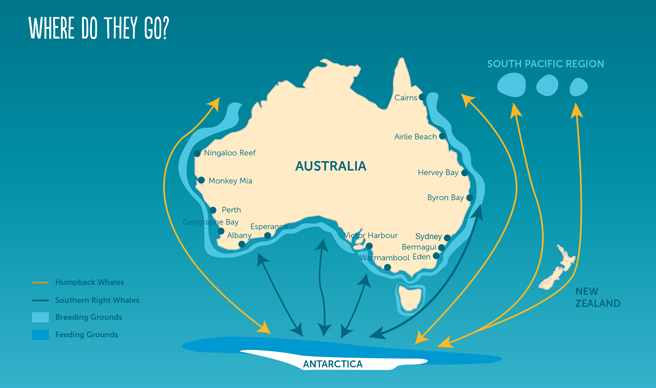 WHERE DO THEY GO?
SOUTH PACIFIC REGION
Cairns
Airlie Beach
AUSTRALIA
Ningaloo Reef
Monkey Mia
Hervey Bay
Byron Bay
Perth
Geographe Bay
Albany
Esperance
Victor Harbour
Sydney
Bermagui
Eden
Warnambool
NEW
ZEALAND
Humpback Whales
Southern Right Whales
Breeding Grounds
Feeding Grounds
ANTARCTICA